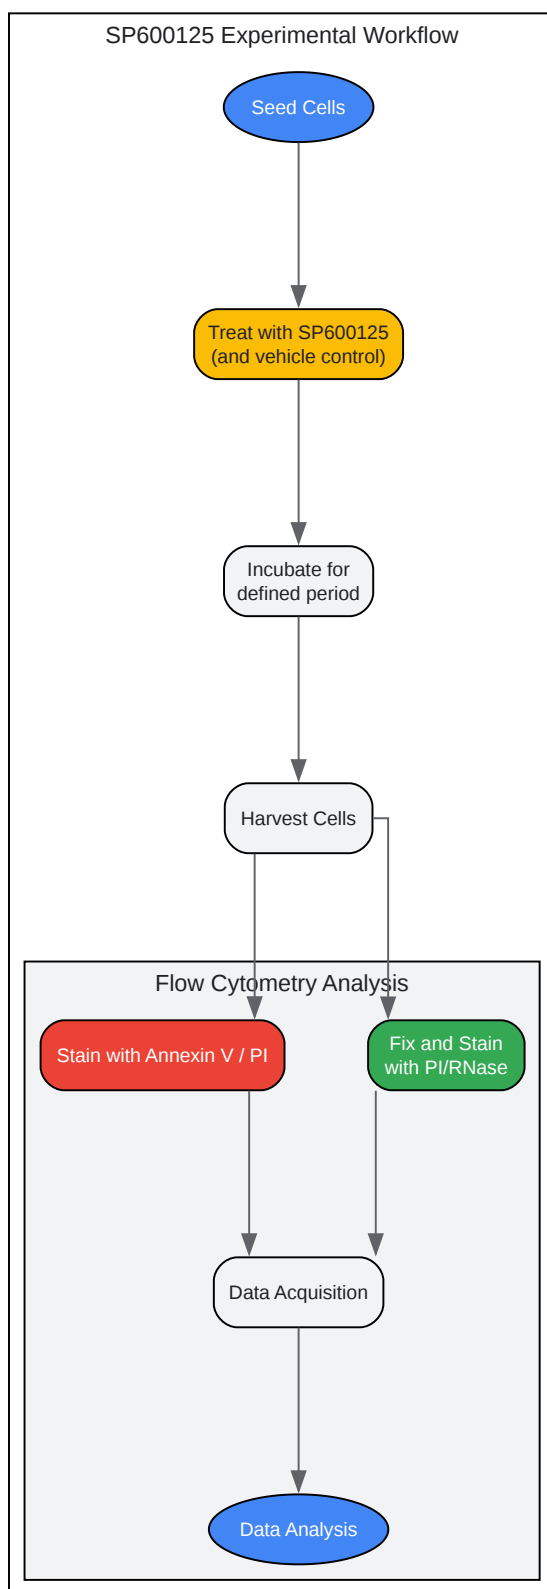 SP600125 Experimental Workflow
Seed Cells
Treat with SP600125
(and vehicle control)
Incubate for
defined period
Harvest Cells
Flow Cytometry Analysis
Stain with Annexin V / PI
Fix and Stain
with PI/RNase
Data Acquisition
Data Analysis